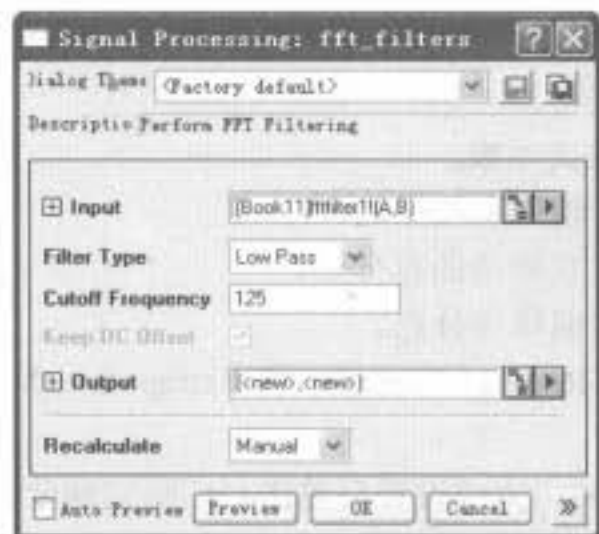 Signal Processing: fft_filters
Dialog Theme <Factory default>
Descriptio Perform FFT Filtering
Input [Book11]fftfilter1!(A,B)
Filter Type Low Pass
Cutoff Frequency 125
Keep DC Offset
Output (<new>,<new>)
Recalculate Manual
Auto Preview Preview OK Cancel »